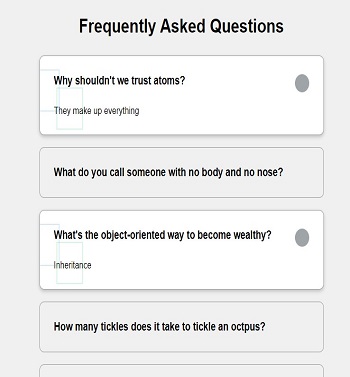 Frequently Asked Questions
Why shouldn't we trust atoms?
They make up everything
What do you call someone with no body and no nose?
What's the object-oriented way to become wealthy?
Inheritance
How many tickles does it take to tickle an octpus?